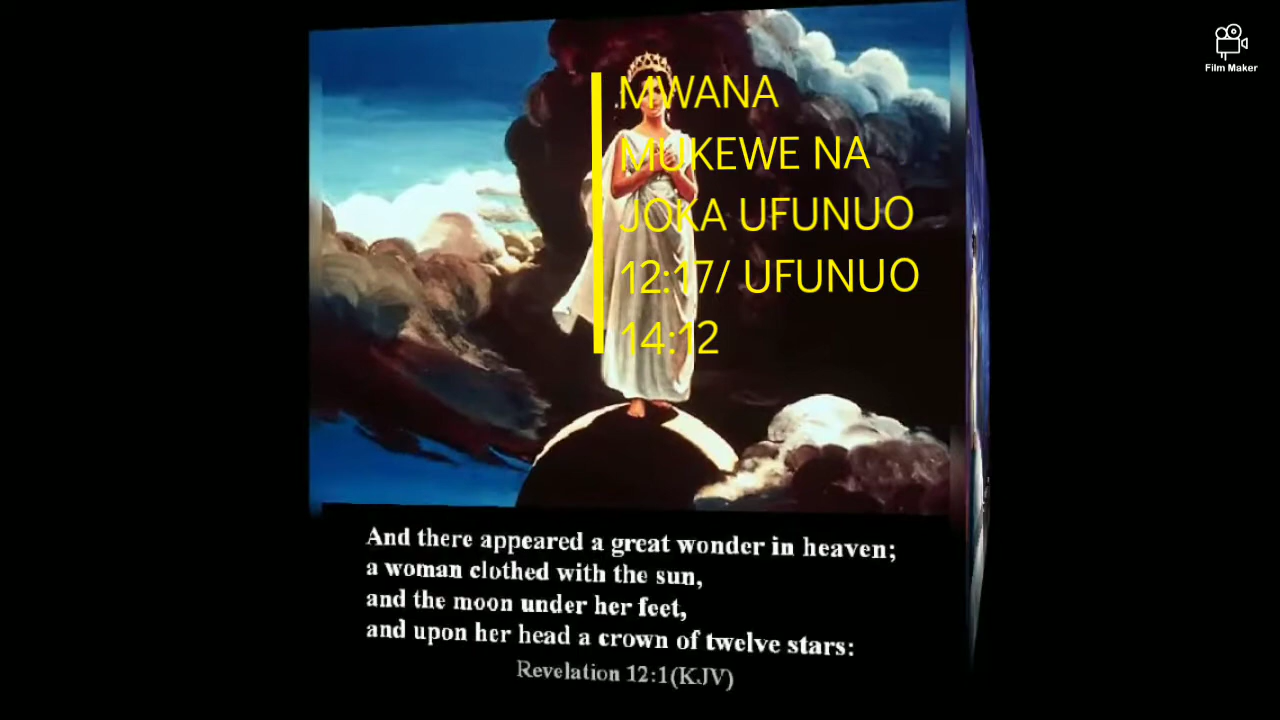 Film Maker
MWANA
MUKEWE NA
JOKA UFUNUO
12:17/ UFUNUO
14:12
And there appeared a great wonder in heaven;
a woman clothed with the sun,
and the moon under her feet,
and upon her head a crown of twelve stars:
Revelation 12:1(KJV)